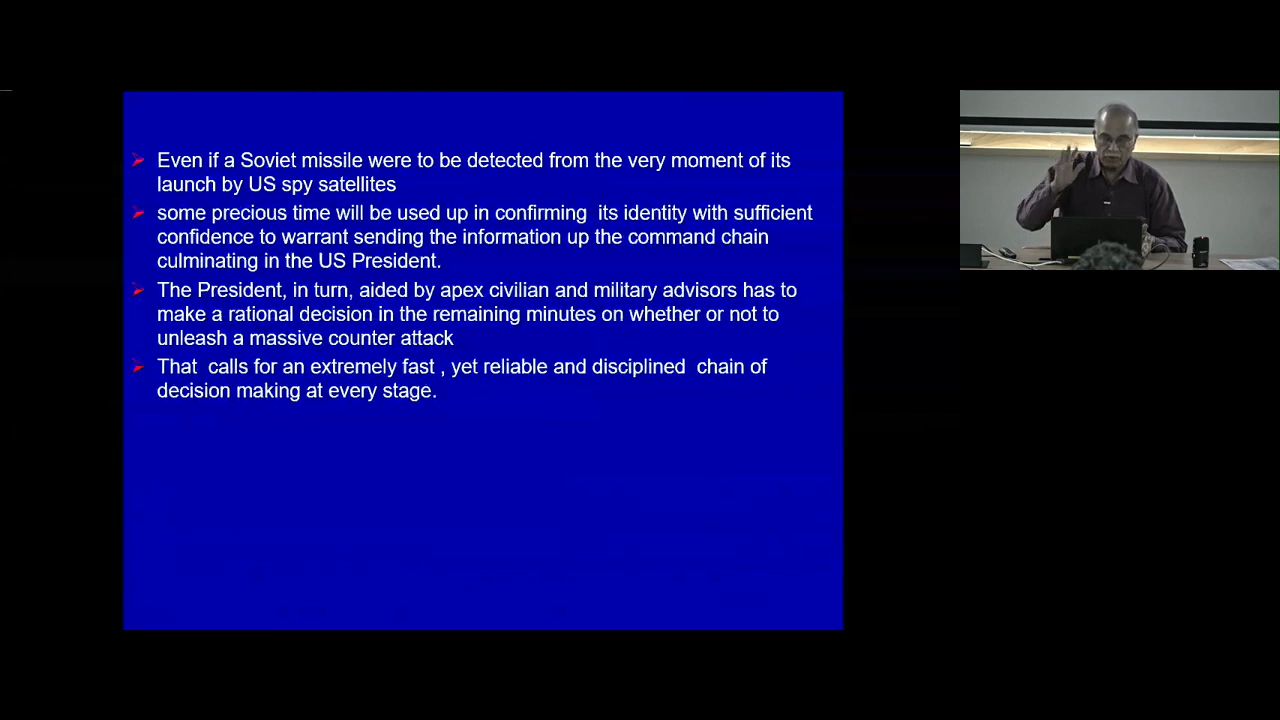 Even if a Soviet missile were to be detected from the very moment of its
launch by US spy satellites
some precious time will be used up in confirming its identity with sufficient
confidence to warrant sending the information up the command chain
culminating in the US President.
The President, in turn, aided by apex civilian and military advisors has to
make a rational decision in the remaining minutes on whether or not to
unleash a massive counter attack
That calls for an extremely fast , yet reliable and disciplined chain of
decision making at every stage.